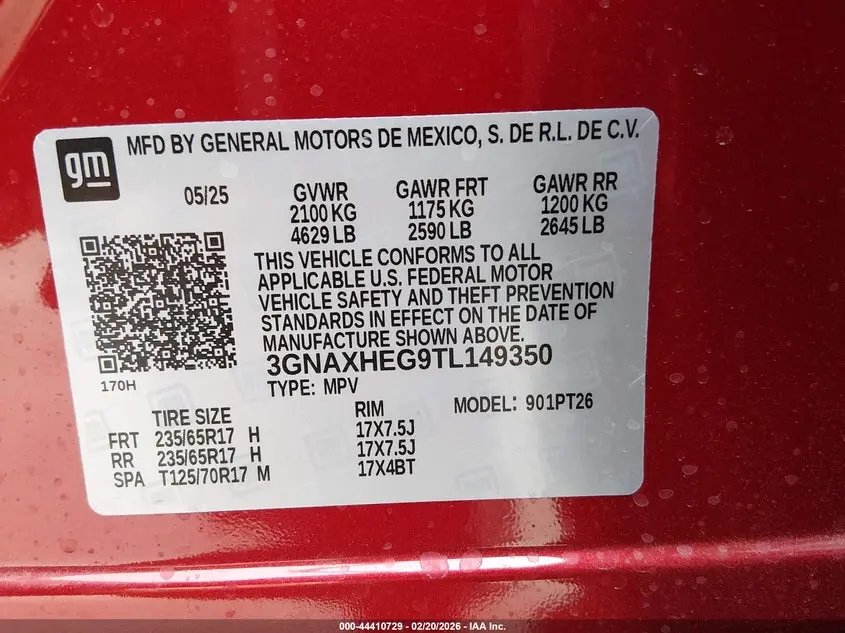 gm MFD BY GENERAL MOTORS DE MEXICO, S. DE R.L. DE C.V.
05/25 GVWR GAWR FRT GAWR RR
2100 KG 1175 KG 1200 KG
4629 LB 2590 LB 2645 LB
THIS VEHICLE CONFORMS TO ALL
APPLICABLE U.S. FEDERAL MOTOR
VEHICLE SAFETY AND THEFT PREVENTION
STANDARDS IN EFFECT ON THE DATE OF
MANUFACTURE SHOWN ABOVE.
3GNAXHEG9TL149350
170H
TYPE: MPV
MODEL: 901PT26
TIRE SIZE RIM
FRT 235/65R17 H 17X7.5J
RR 235/65R17 H 17X7.5J
SPA T125/70R17 M 17X4BT
000-44410729 - 02/20/2026 - IAA Inc.